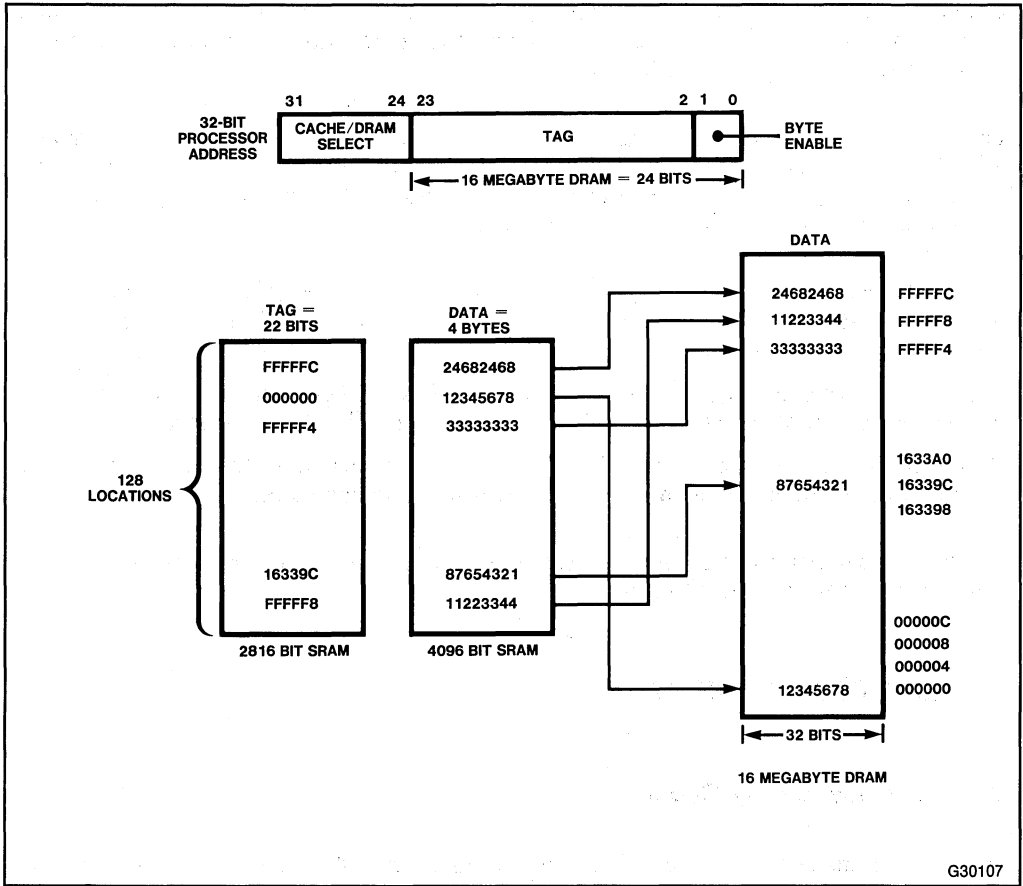 31 24 23 2 1 0
32-BIT
PROCESSOR
ADDRESS
CACHE/DRAM
SELECT
TAG
BYTE
ENABLE
16 MEGABYTE DRAM = 24 BITS
DATA
TAG =
22 BITS
DATA =
4 BYTES
128
LOCATIONS
FFFFFC
000000
FFFFF4
16339C
FFFFF8
2816 BIT SRAM
24682468
12345678
33333333
87654321
11223344
4096 BIT SRAM
24682468 FFFFFC
11223344 FFFFF8
33333333 FFFFF4
1633A0
87654321 16339C
163398
00000C
000008
000004
12345678 000000
32 BITS
16 MEGABYTE DRAM
G30107